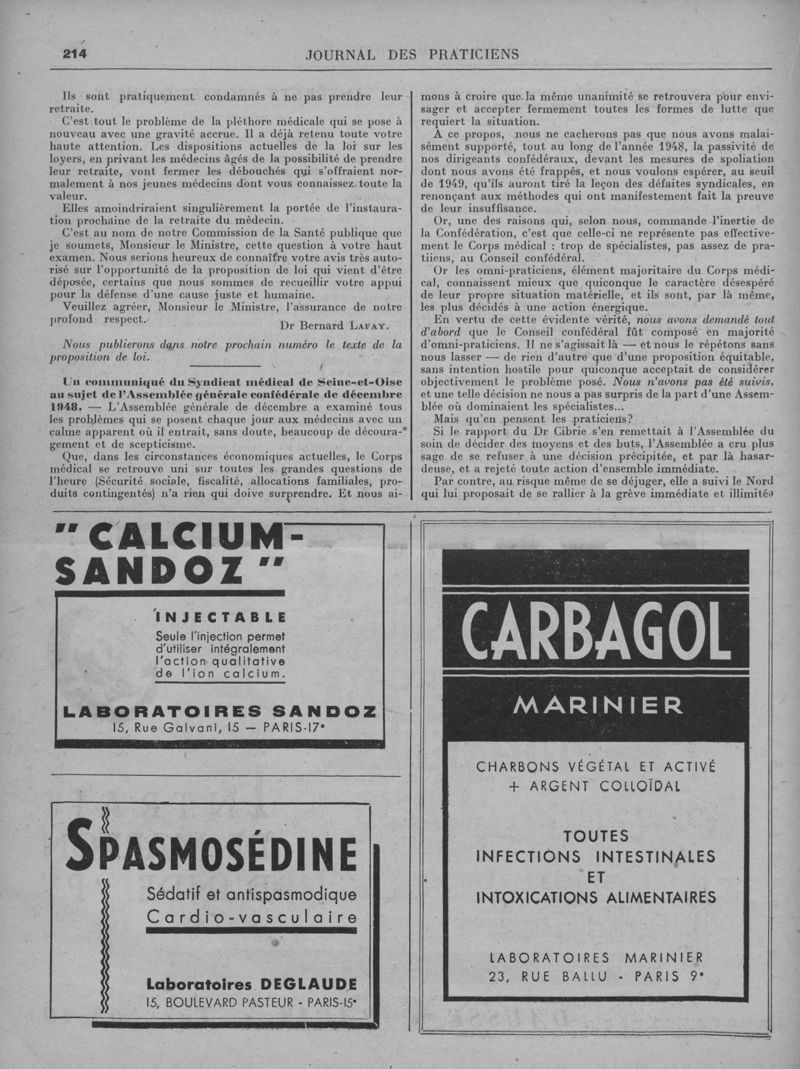 214
JOURNAL DES PRATICIENS
Ils sont pratiquement condamnés à ne pas prendre leur
retraite.
C'est tout le problème de la pléthore médicale qui se pose à
nouveau avec une gravité accrue. Il a déjà retenu toute votre
haute attention. Les dispositions actuelles de la loi sur les
loyers, en privant les médecins âgés de la possibilité de prendre
leur retraite, vont fermer les débouchés qui s'offraient nor-
malement à nos jeunes médecins dont vous connaissez toute la
valeur.
Elles amoindriraient singulièrement la portée de l'instaura-
tion prochaine de la retraite du médecin.
C'est au nom de notre Commission de la Santé publique que
je soumets, Monsieur le Ministre, cette question à votre haut
examen. Nous serions heureux de connaître votre avis très auto-
risé sur l'opportunité de la proposition de loi qui vient d'être
déposée, certains que nous sommes de recueillir votre appui
pour la défense d'une cause juste et humaine.
Veuillez agréer, Monsieur le Ministre, l'assurance de notre
profond respect.
Dr Bernard LAFAY.
Nous publierons dans notre prochain numéro le texte de la
proposition de loi.
Un communiqué du Syndicat médical de Seine-et-Oise
au sujet de l'Assemblée générale confédérale de décembre
1948. — L'Assemblée générale de décembre a examiné tous
les problèmes qui se posent chaque jour aux médecins avec un
calme apparent où il entrait, sans doute, beaucoup de découra-
gement et de scepticisme.
Que, dans les circonstances économiques actuelles, le Corps
médical se retrouve uni sur toutes les grandes questions de
l'heure (Sécurité sociale, fiscalité, allocations familiales, pro-
duits contingentés) n'a rien qui doive surprendre. Et nous ai-
mons à croire que la même unanimité se retrouvera pour envi-
sager et accepter fermement toutes les formes de lutte que
requiert la situation.
A ce propos, nous ne cacherons pas que nous avons malai-
sément supporté, tout au long de l'année 1948, la passivité de
nos dirigeants confédéraux, devant les mesures de spoliation
dont nous avons été frappés, et nous voulons espérer, au seuil
de 1949, qu'ils auront tiré la leçon des défaites syndicales, en
renonçant aux méthodes qui ont manifestement fait la preuve
de leur insuffisance.
Or, une des raisons qui, selon nous, commande l'inertie de
la Confédération, c'est que celle-ci ne représente pas effective-
ment le Corps médical : trop de spécialistes, pas assez de pra-
tiiens, au Conseil confédéral.
Or les omni-praticiens, élément majoritaire du Corps médi-
cal, connaissent mieux que quiconque le caractère désespéré
de leur propre situation matérielle, et ils sont, par là même,
les plus décidés à une action énergique.
En vertu de cette évidente vérité, nous avons demandé tout
d'abord que le Conseil confédéral fût composé en majorité
d'omni-praticiens. Il ne s'agissait là — et nous le répétons sans
nous lasser — de rien d'autre que d'une proposition équitable,
sans intention hostile pour quiconque acceptait de considérer
objectivement le problème posé. Nous n'avons pas été suivis,
et une telle décision ne nous a pas surpris de la part d'une Assem-
blée où dominaient les spécialistes...
Mais qu'en pensent les praticiens?
Si le rapport du Dr Cibrie s'en remettait à l'Assemblée du
soin de décider des moyens et des buts, l'Assemblée a cru plus
sage de se refuser à une décision précipitée, et par là hasar-
deuse, et a rejeté toute action d'ensemble immédiate.
Par contre, au risque même de se déjuger, elle a suivi le Nord
qui lui proposait de se rallier à la grève immédiate et illimitée
" CALCIUM-
SANDOZ "
INJECTABLE
Seule l'injection permet
d'utiliser intégralement
l'action qualitative
de l'ion calcium.
LABORATOIRES SANDOZ
15, Rue Galvani, 15 — PARIS-17e
SPASMOSÉDINE
Sédatif et antispasmodique
Cardio-vasculaire
Laboratoires DEGLAUDE
15, BOULEVARD PASTEUR - PARIS-15e
CARBAGOL
MARINIER
CHARBONS VÉGÉTAL ET ACTIVÉ
+ ARGENT COLLOÏDAL
TOUTES
INFECTIONS INTESTINALES
ET
INTOXICATIONS ALIMENTAIRES
LABORATOIRES MARINIER
23, RUE BALLU - PARIS 9e